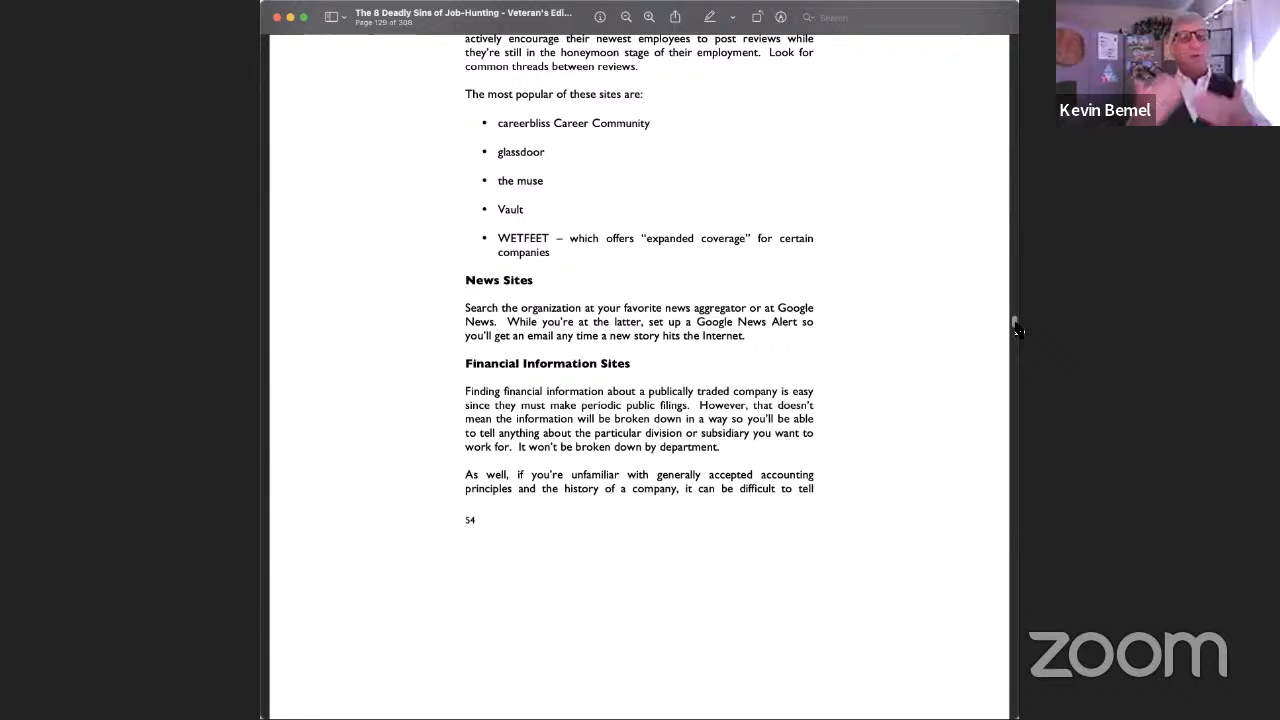 The 8 Deadly Sins of Job-Hunting - Veteran's Edi...
Page 129 of 308
Search
actively encourage their newest employees to post reviews while
they're still in the honeymoon stage of their employment. Look for
common threads between reviews.
The most popular of these sites are:
• careerbliss Career Community
• glassdoor
• the muse
• Vault
• WETFEET – which offers “expanded coverage” for certain
companies
News Sites
Search the organization at your favorite news aggregator or at Google
News. While you're at the latter, set up a Google News Alert so
you'll get an email any time a new story hits the Internet.
Financial Information Sites
Finding financial information about a publically traded company is easy
since they must make periodic public filings. However, that doesn't
mean the information will be broken down in a way so you'll be able
to tell anything about the particular division or subsidiary you want to
work for. It won't be broken down by department.
As well, if you're unfamiliar with generally accepted accounting
principles and the history of a company, it can be difficult to tell
54
Kevin Bemel
zoom